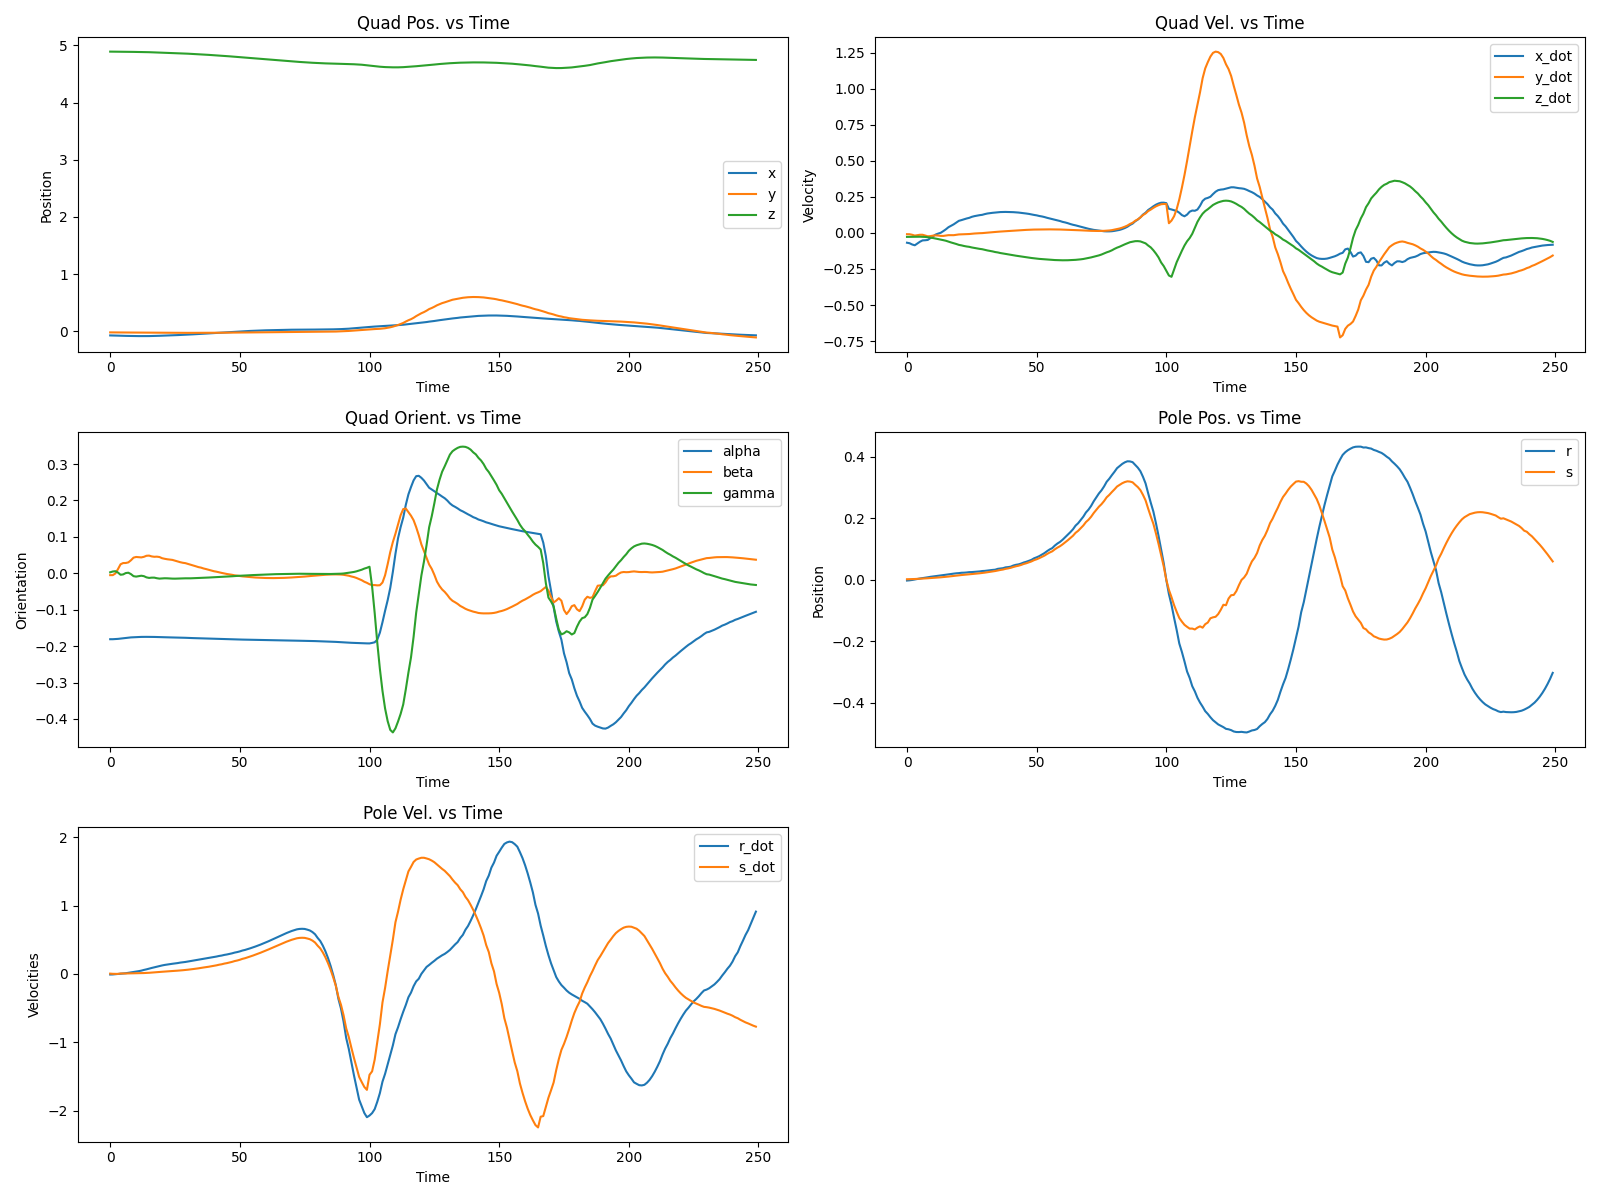 Quad Pos. vs Time
Position
5
4
3
2
1
0
x
y
z
0 50 100 150 200 250
Time
Quad Vel. vs Time
Velocity
1.25
1.00
0.75
0.50
0.25
0.00
−0.25
−0.50
−0.75
x_dot
y_dot
z_dot
0 50 100 150 200 250
Time
Quad Orient. vs Time
Orientation
0.3
0.2
0.1
0.0
−0.1
−0.2
−0.3
−0.4
alpha
beta
gamma
0 50 100 150 200 250
Time
Pole Pos. vs Time
Position
0.4
0.2
0.0
−0.2
−0.4
r
s
0 50 100 150 200 250
Time
Pole Vel. vs Time
Velocities
2
1
0
−1
−2
r_dot
s_dot
0 50 100 150 200 250
Time